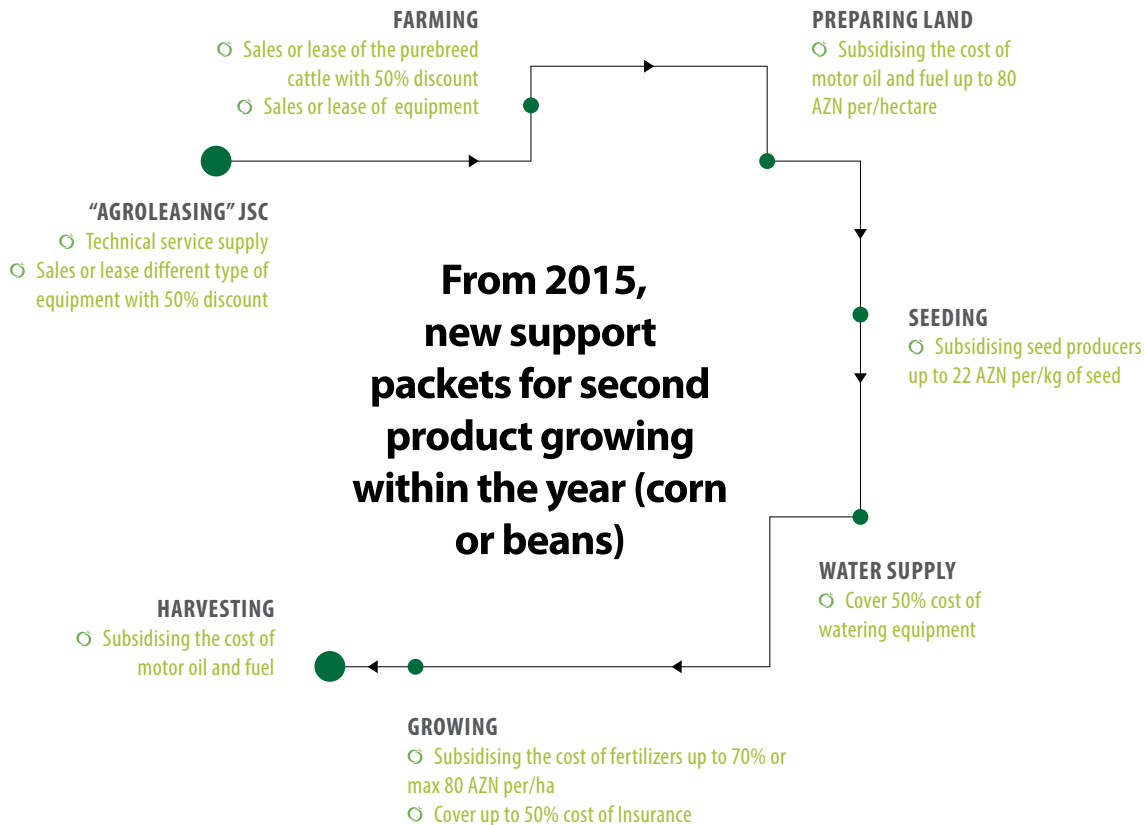 FARMING
Sales or lease of the purebreed
cattle with 50% discount
Sales or lease of equipment
PREPARING LAND
Subsidising the cost of
motor oil and fuel up to 80
AZN per/hectare
“AGROLEASING” JSC
Technical service supply
Sales or lease different type of
equipment with 50% discount
From 2015,
new support
packets for second
product growing
within the year (corn
or beans)
SEEDING
Subsidising seed producers
up to 22 AZN per/kg of seed
WATER SUPPLY
Cover 50% cost of
watering equipment
HARVESTING
Subsidising the cost of
motor oil and fuel
GROWING
Subsidising the cost of fertilizers up to 70% or
max 80 AZN per/ha
Cover up to 50% cost of Insurance